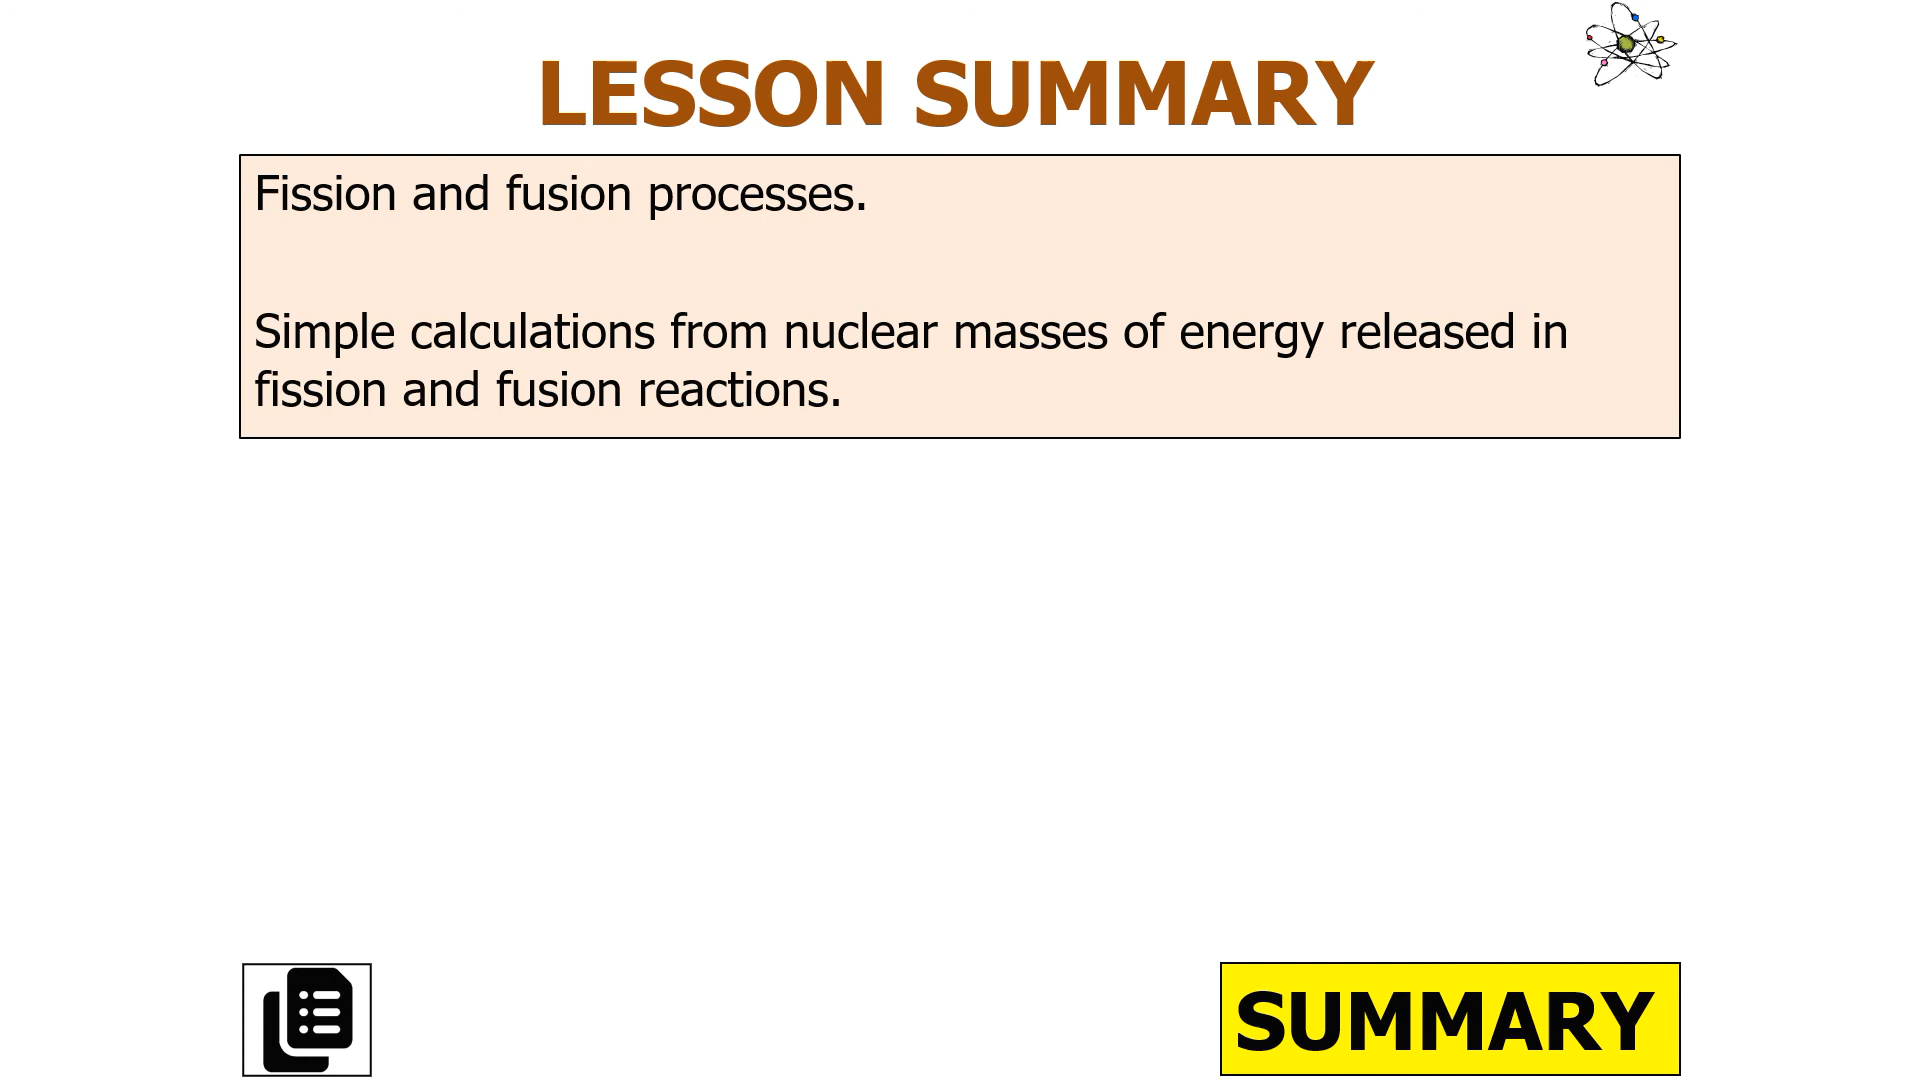 LESSON SUMMARY
Fission and fusion processes.
Simple calculations from nuclear masses of energy released in
fission and fusion reactions.
SUMMARY